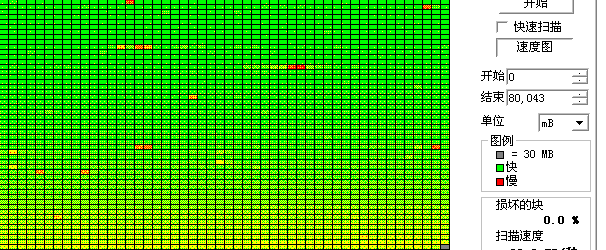 开始
快速扫描
速度图
开始 0
结束 80,043
单位 mB
图例
= 30 MB
快
慢
损坏的块
0.0 %
扫描速度